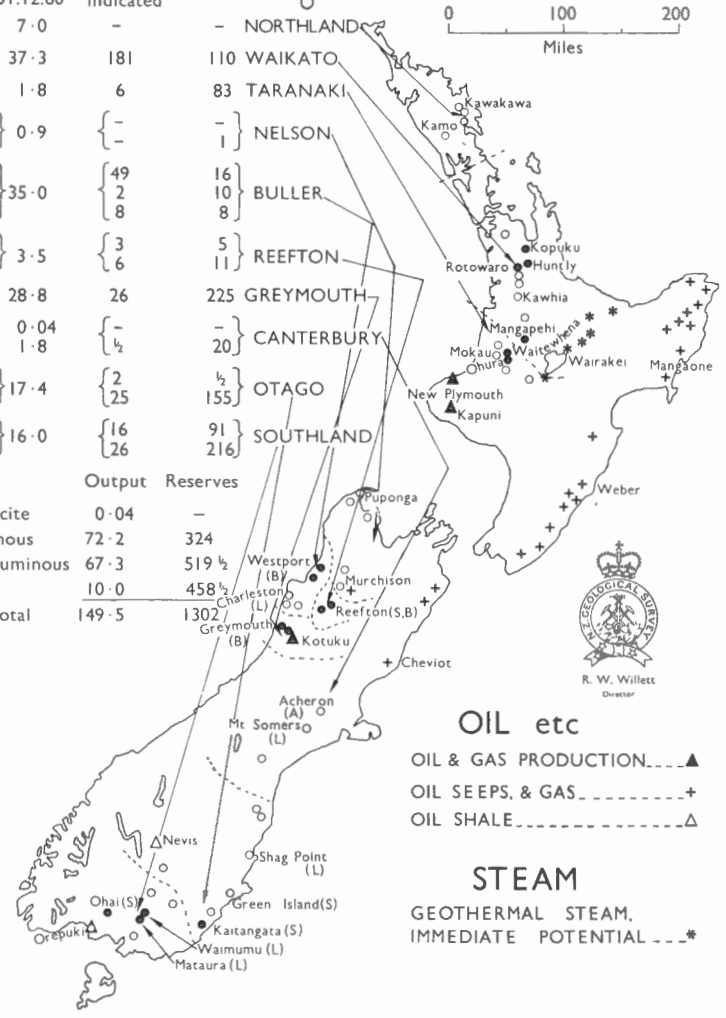 Indicated
7·0 – – NORTHLAND
37·3 181 110 WAIKATO
1·8 6 83 TARANAKI
0·9 { – – } NELSON
– 1
35·0 { 49 16 } BULLER
2 10
8 8
3·5 { 3 5 } REEFTON
6 11
28·8 26 225 GREYMOUTH
0·04 { – – } CANTERBURY
1·8 ½ 20
17·4 { 2 ½ } OTAGO
25 155
16·0 { 16 91 } SOUTHLAND
26 216
Output Reserves
cite 0·04 –
nous 72·2 324
uminous 67·3 519 ½
10·0 458 ½
otal 149·5 1302
0 100 200
Miles
Kawakawa
Kamo
Kopuku
Rotowaro
Huntly
Kawhia
Mangapehi
Waitewhena
Mokau
Ohura
Wairakei
Mangaone
New Plymouth
Kapuni
Weber
Puponga
Westport
(B)
Murchison
Charleston
(L)
Reefton(S,B)
Greymouth
(B)
Kotuku
Cheviot
Acheron
(A)
Mt Somers
(L)
Nevis
Shag Point
(L)
Ohai (S)
Green Island(S)
Orepuki
Kaitangata (S)
Waimumu (L)
Mataura (L)
N.Z. GEOLOGICAL SURVEY
R. W. Willett
Director
OIL etc
OIL & GAS PRODUCTION
OIL SEEPS, & GAS
OIL SHALE
STEAM
GEOTHERMAL STEAM,
IMMEDIATE POTENTIAL